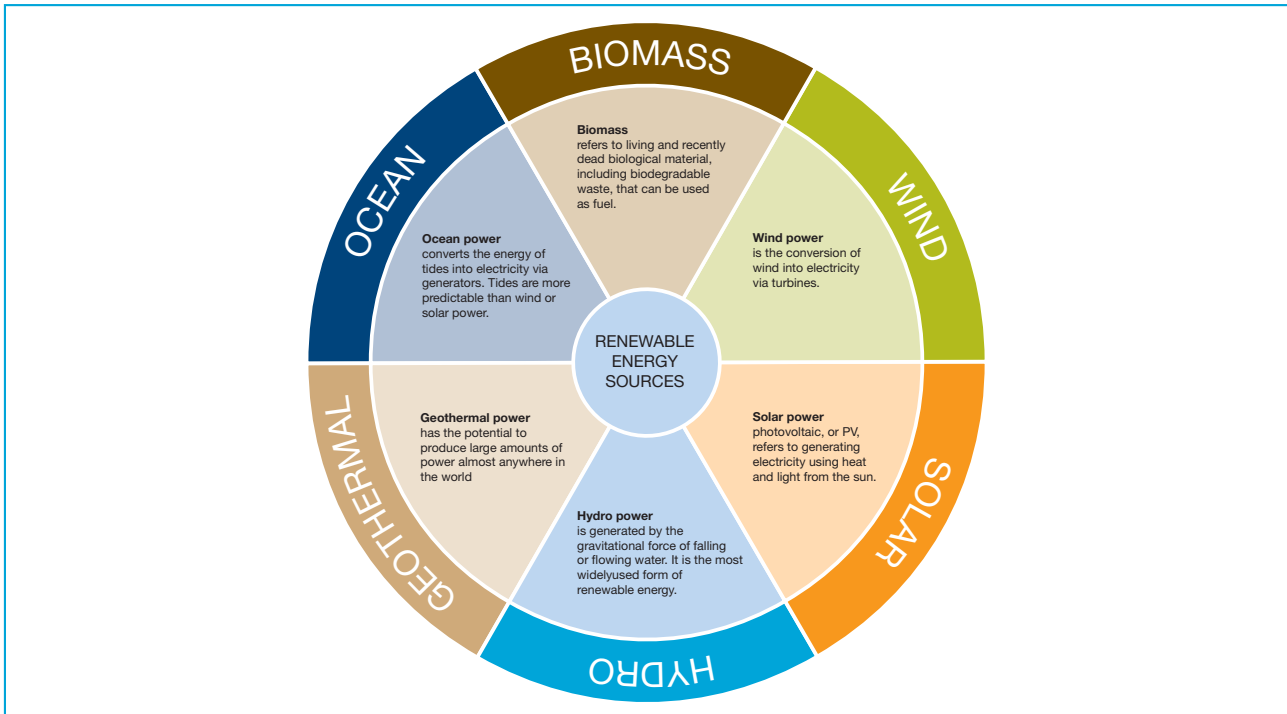 BIOMASS
Biomass
refers to living and recently
dead biological material,
including biodegradable
waste, that can be used
as fuel.
WIND
Wind power
is the conversion of
wind into electricity
via turbines.
SOLAR
Solar power
photovoltaic, or PV,
refers to generating
electricity using heat
and light from the sun.
HYDRO
Hydro power
is generated by the
gravitational force of falling
or flowing water. It is the most
widelyused form of
renewable energy.
GEOTHERMAL
Geothermal power
has the potential to
produce large amounts of
power almost anywhere in
the world
OCEAN
Ocean power
converts the energy of
tides into electricity via
generators. Tides are more
predictable than wind or
solar power.
RENEWABLE
ENERGY
SOURCES